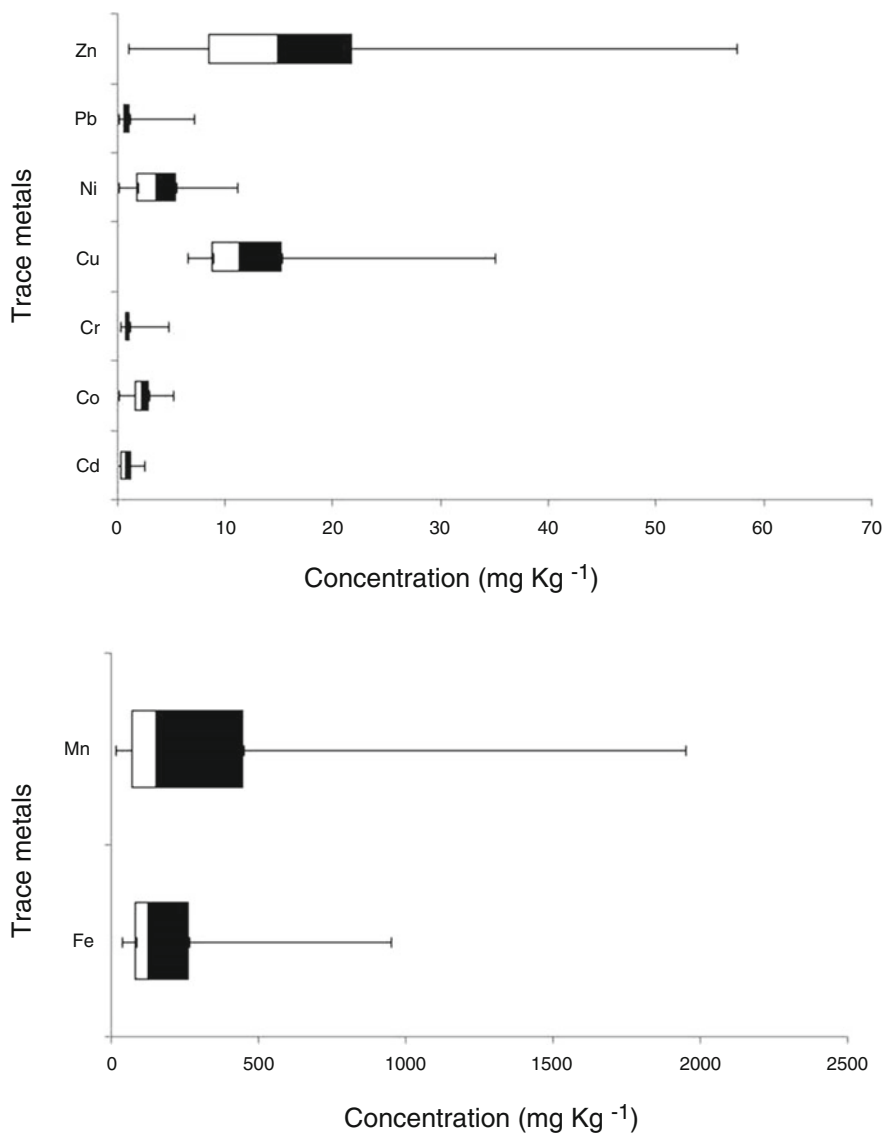 Trace metals
Zn
Pb
Ni
Cu
Cr
Co
Cd
0 10 20 30 40 50 60 70
Concentration (mg Kg -1)
Trace metals
Mn
Fe
0 500 1000 1500 2000 2500
Concentration (mg Kg -1)